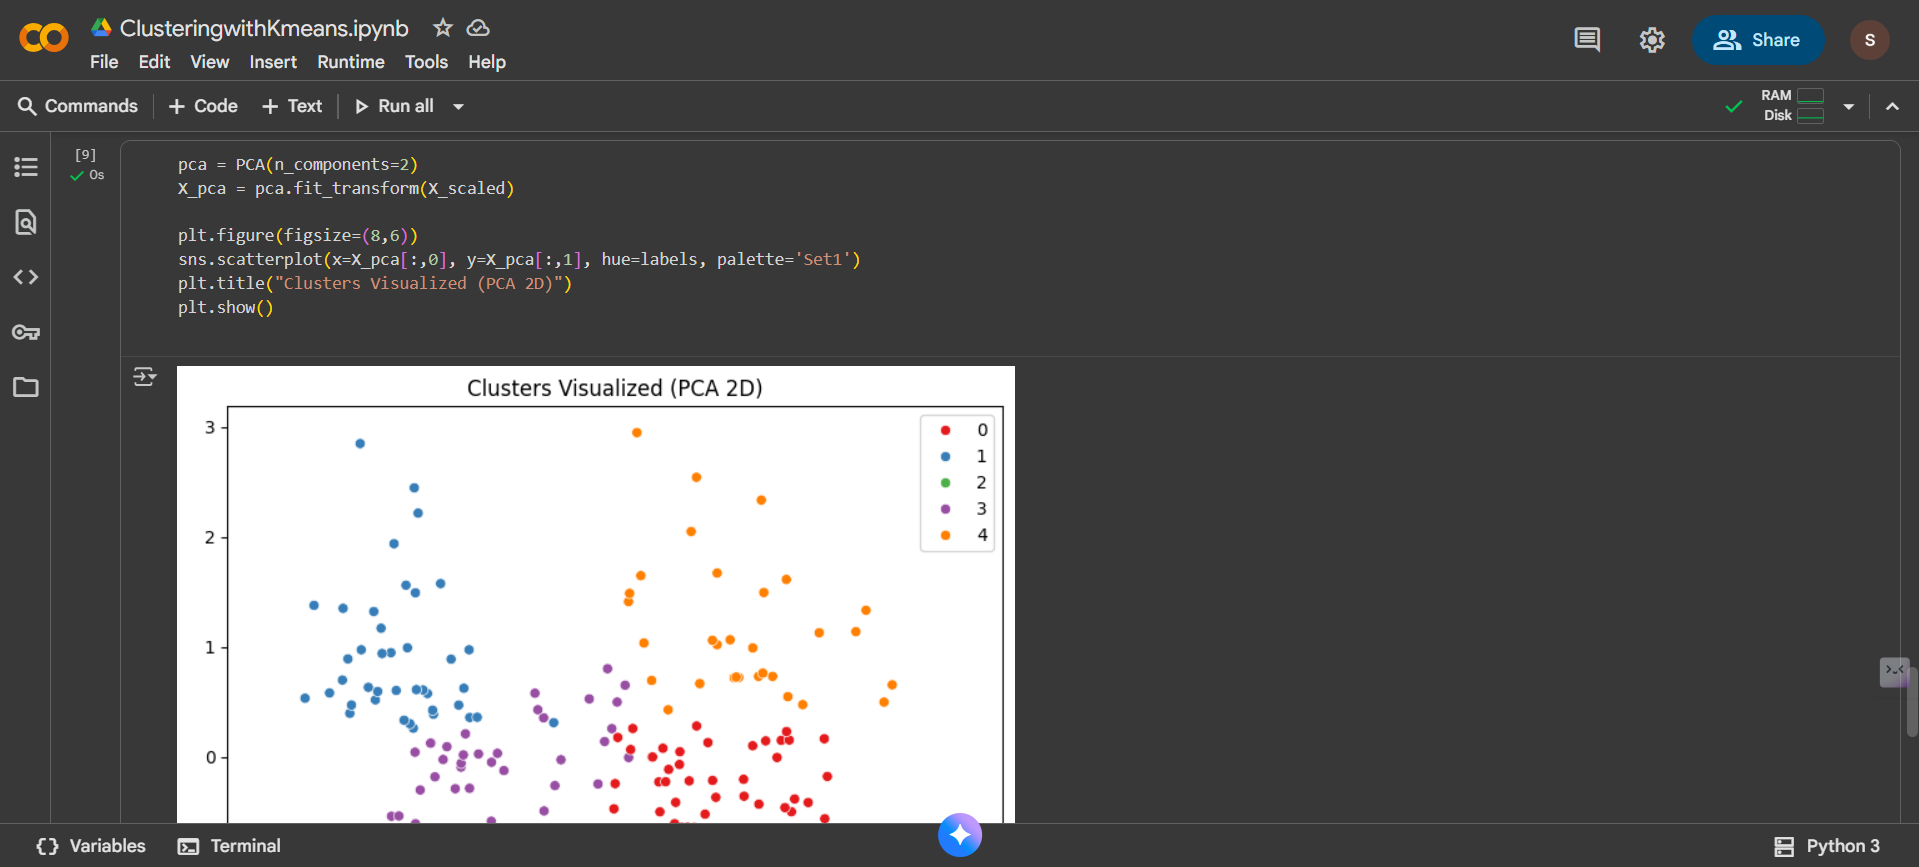 ClusteringwithKmeans.ipynb
File Edit View Insert Runtime Tools Help
Share
S
Commands + Code + Text Run all
RAM
Disk
[9]
0s
pca = PCA(n_components=2)
X_pca = pca.fit_transform(X_scaled)
plt.figure(figsize=(8,6))
sns.scatterplot(x=X_pca[:,0], y=X_pca[:,1], hue=labels, palette='Set1')
plt.title("Clusters Visualized (PCA 2D)")
plt.show()
Clusters Visualized (PCA 2D)
3
2
1
0
0
1
2
3
4
Variables
Terminal
Python 3